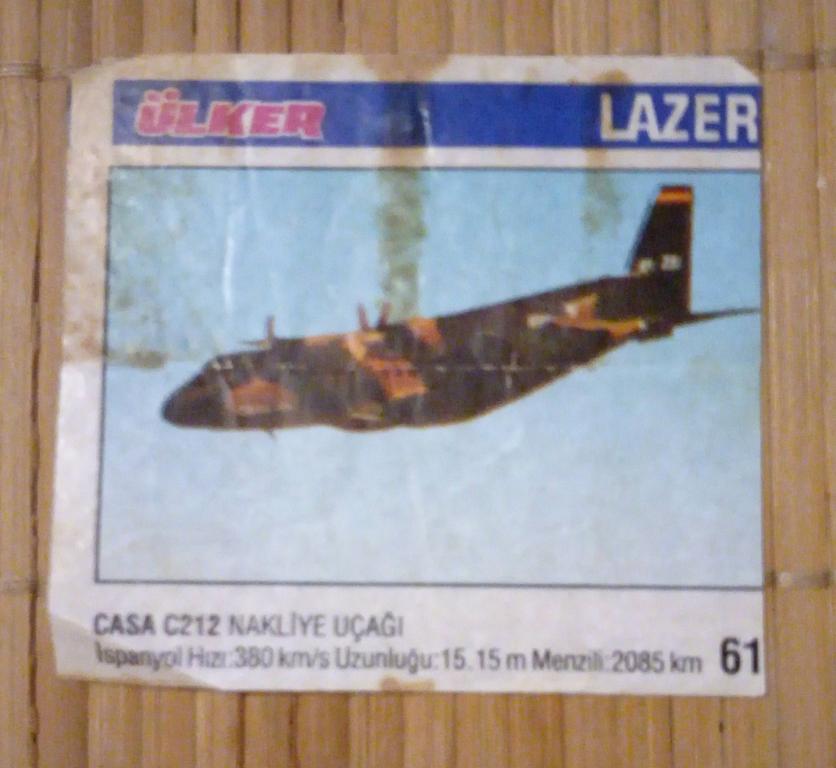 ÜLKER LAZER
CASA C212 NAKLİYE UÇAĞI
İspanyol Hızı:380 km/s Uzunluğu:15.15 m Menzili:2085 km 61